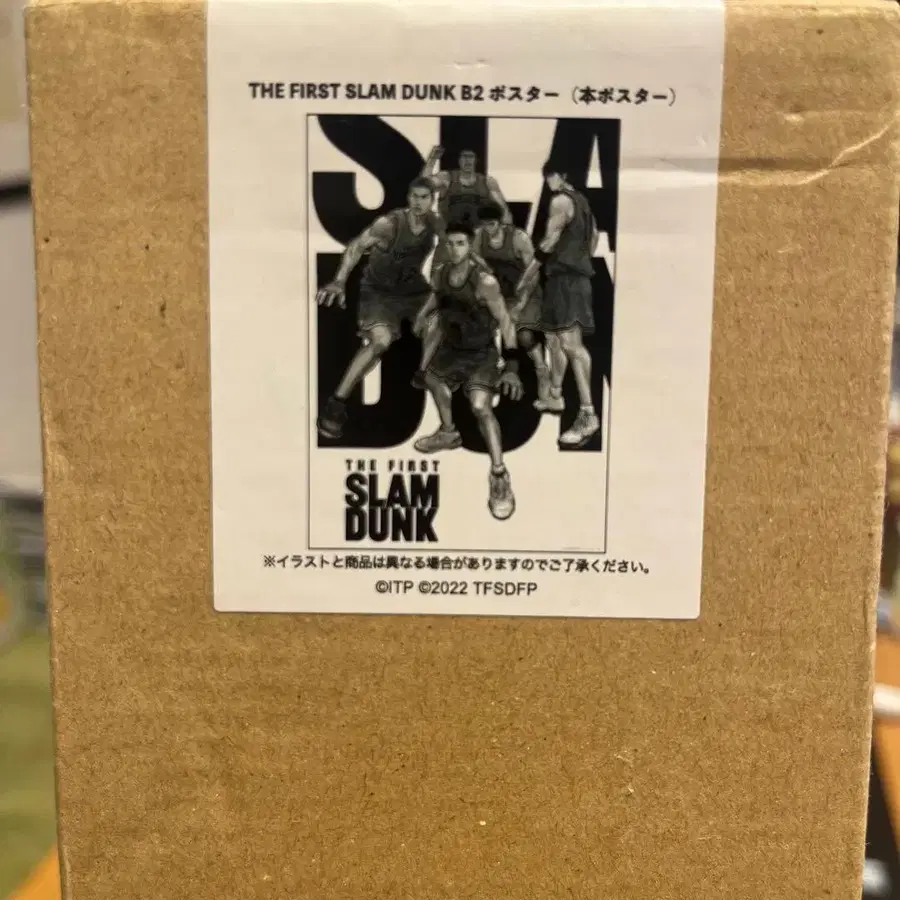 THE FIRST SLAM DUNK B2 ポスター（本ポスター）
SLA
DUN
THE FIRST
SLAM
DUNK
※イラストと商品は異なる場合がありますのでご了承ください。
©ITP ©2022 TFSDFP